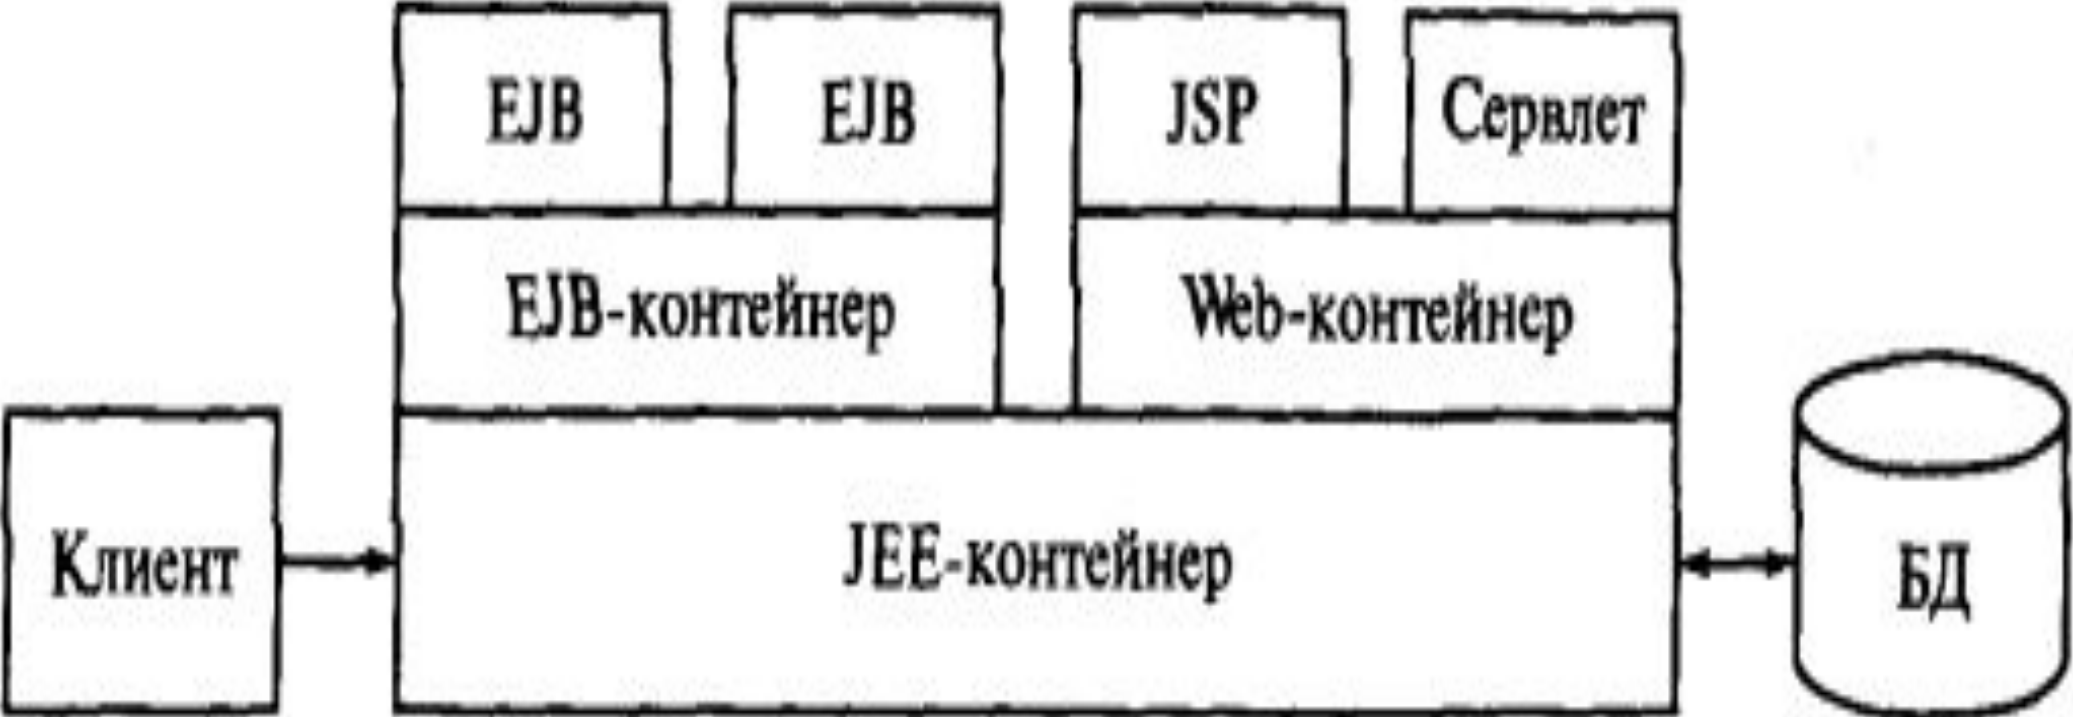 EJB
EJB
JSP
Сервлет
EJB-контейнер
Web-контейнер
Клиент
JEE-контейнер
БД